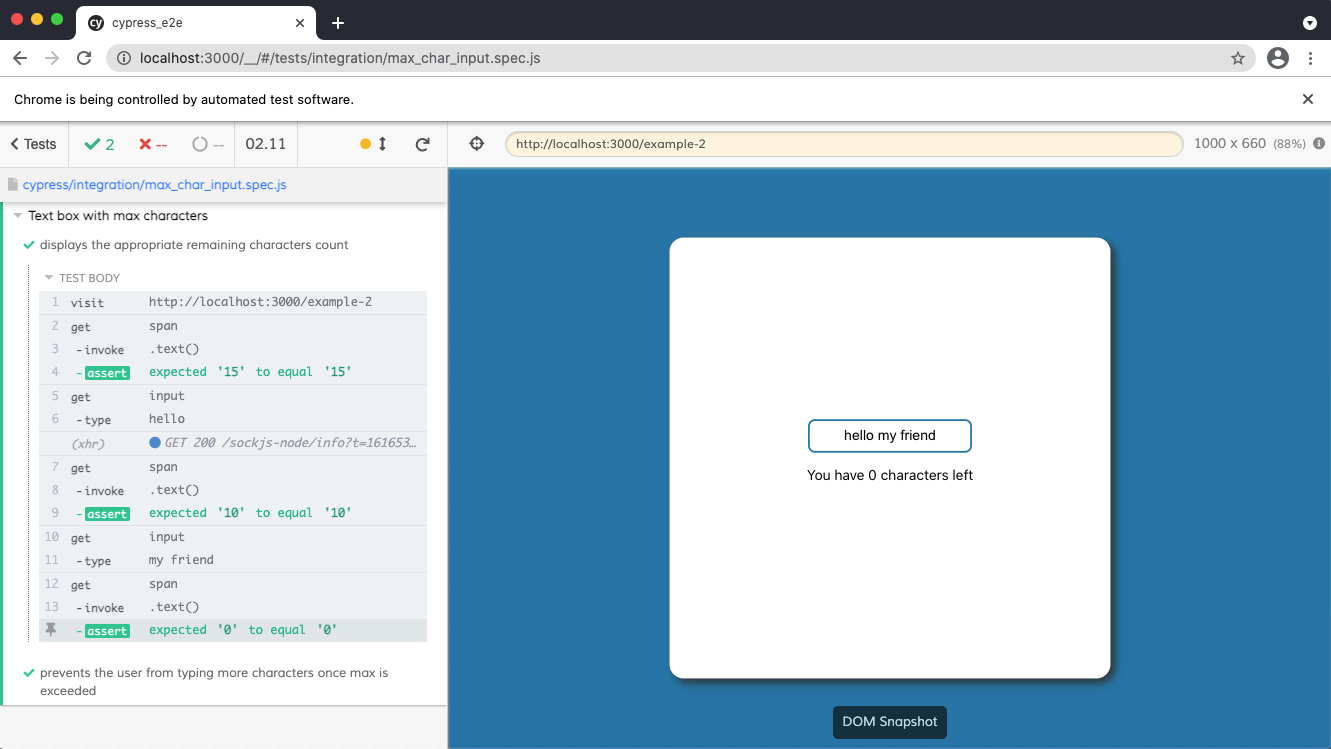 cy cypress_e2e
localhost:3000/__/#/tests/integration/max_char_input.spec.js
Chrome is being controlled by automated test software.
Tests 2 -- -- 02.11
http://localhost:3000/example-2 1000 x 660 (88%)
cypress/integration/max_char_input.spec.js
Text box with max characters
displays the appropriate remaining characters count
TEST BODY
1 visit http://localhost:3000/example-2
2 get span
3 -invoke .text()
4 -assert expected '15' to equal '15'
5 get input
6 -type hello
(xhr) GET 200 /sockjs-node/info?t=161653…
7 get span
8 -invoke .text()
9 -assert expected '10' to equal '10'
10 get input
11 -type my friend
12 get span
13 -invoke .text()
-assert expected '0' to equal '0'
prevents the user from typing more characters once max is
exceeded
hello my friend
You have 0 characters left
DOM Snapshot